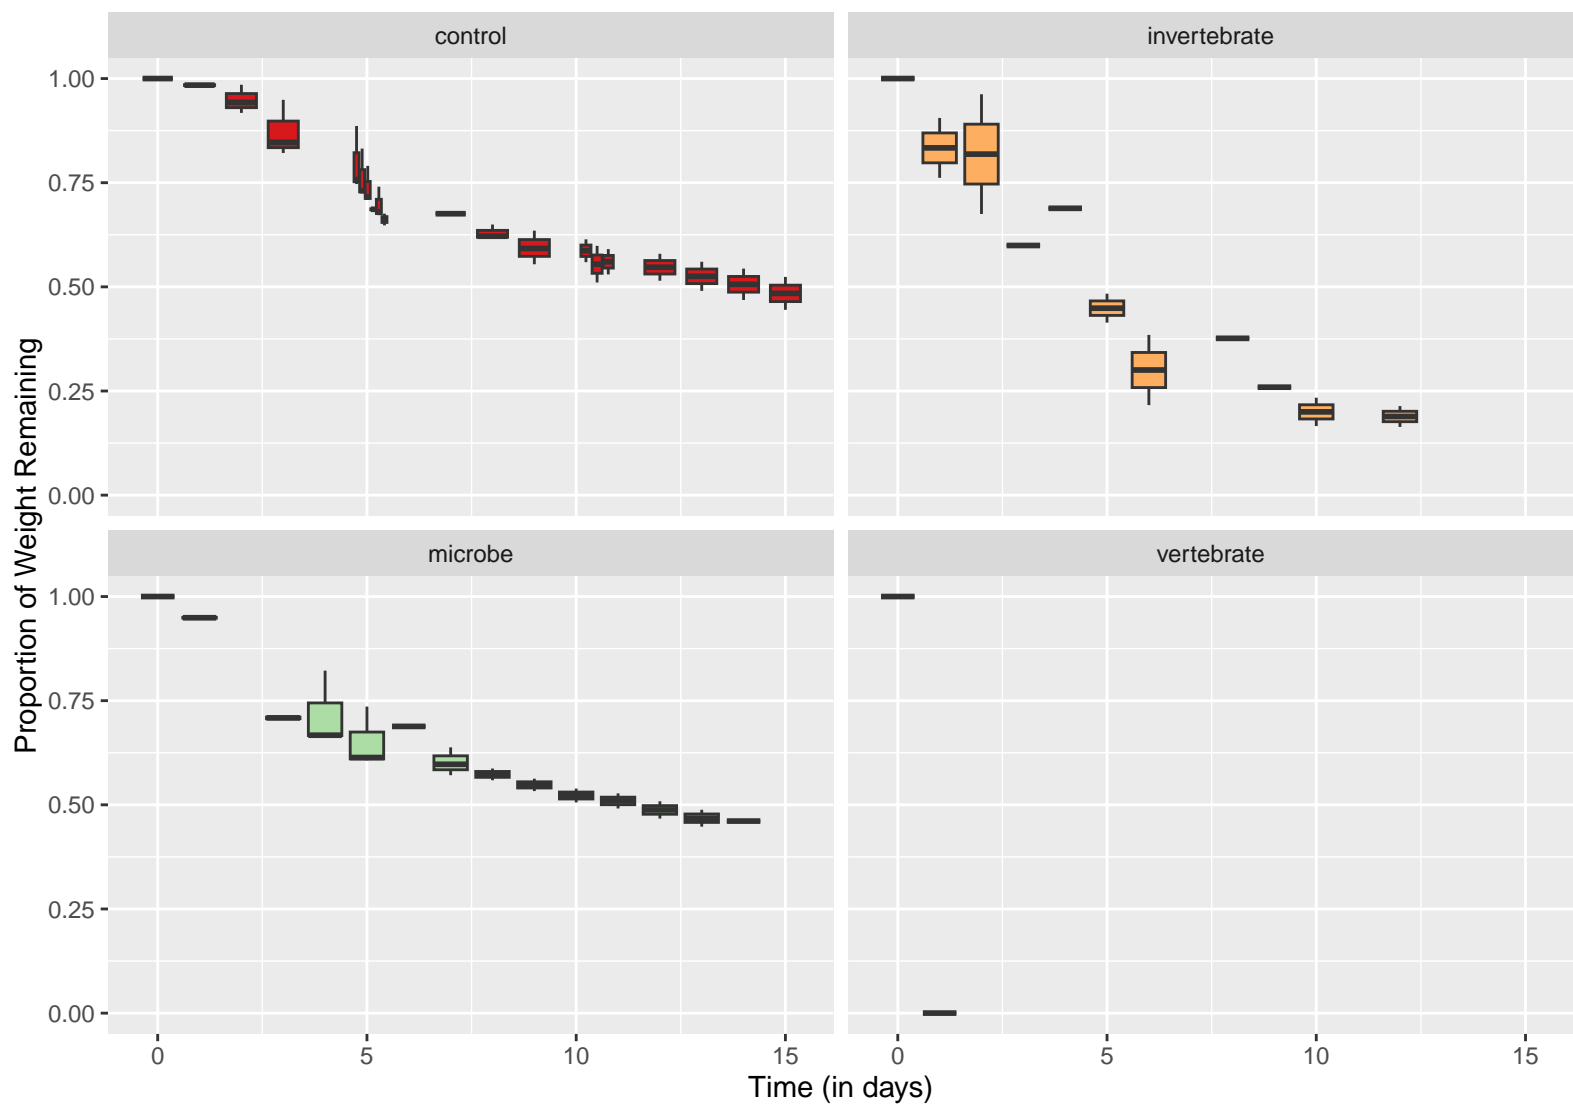 control
invertebrate
1.00
0.75
0.50
0.25
0.00
Proportion of Weight Remaining
microbe
vertebrate
1.00
0.75
0.50
0.25
0.00
0 5 10 15 0 5 10 15
Time (in days)